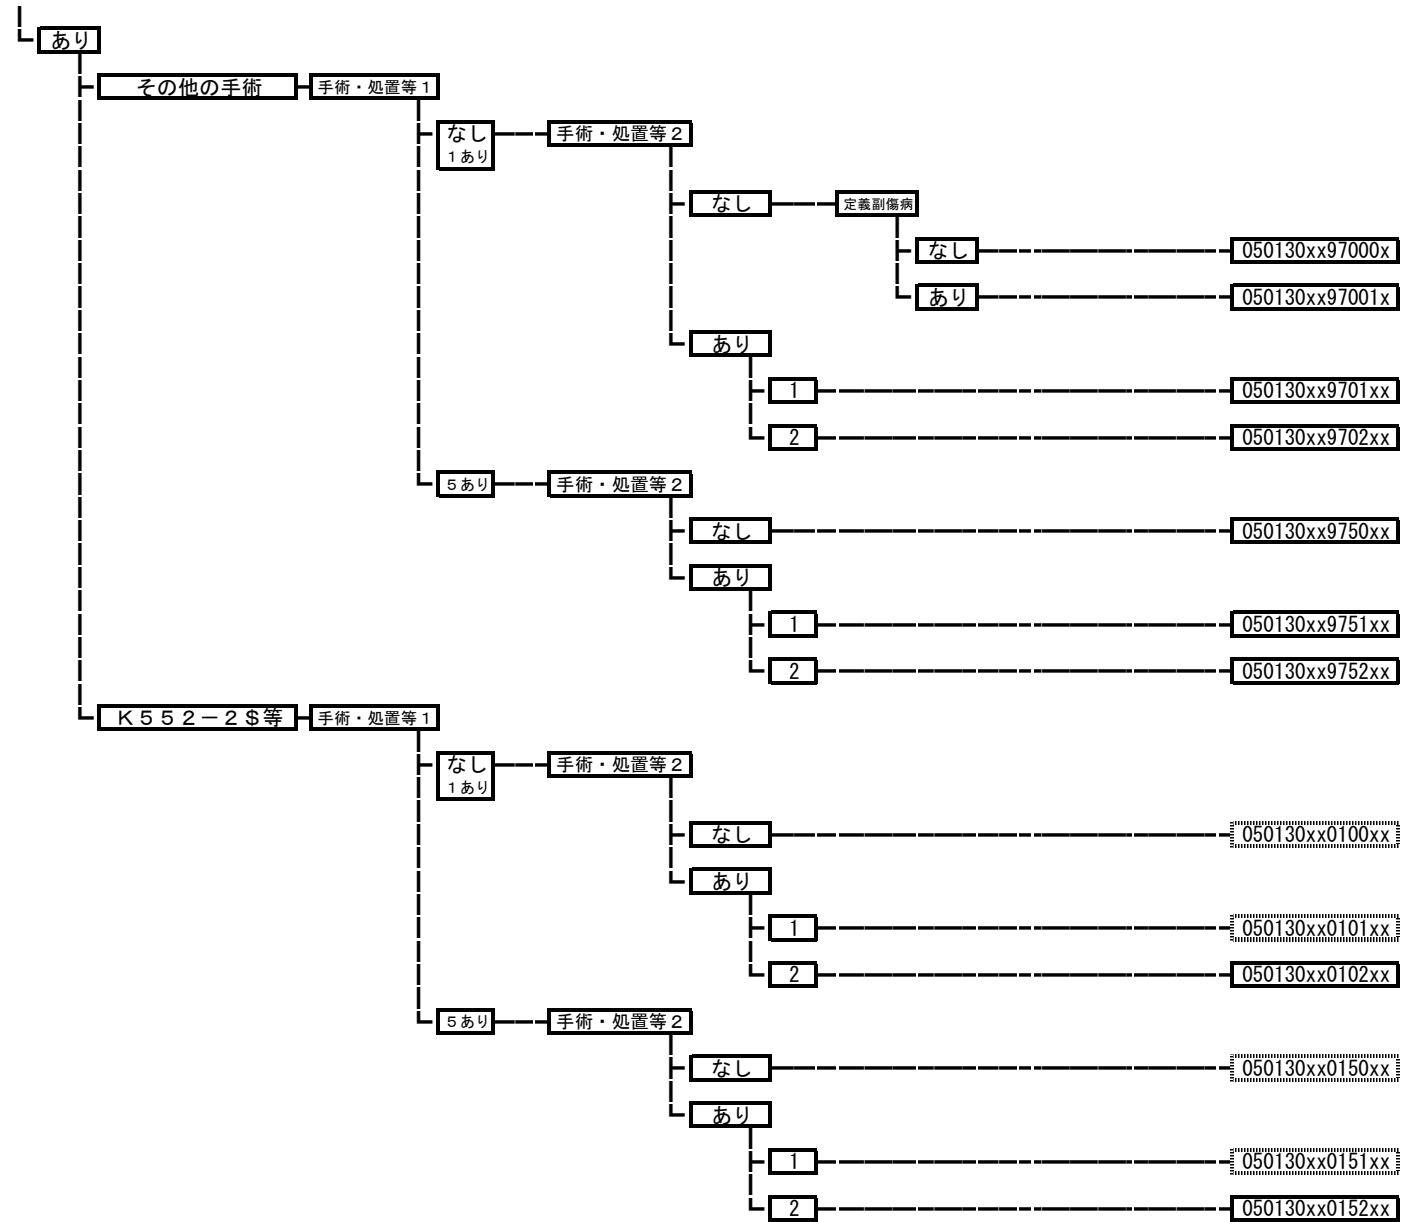 あり
その他の手術 手術・処置等1
なし 手術・処置等2
1あり
なし 定義副傷病
なし 050130xx97000x
あり 050130xx97001x
あり
1 050130xx9701xx
2 050130xx9702xx
5あり 手術・処置等2
なし 050130xx9750xx
あり
1 050130xx9751xx
2 050130xx9752xx
K552-2$等 手術・処置等1
なし 手術・処置等2
1あり
なし 050130xx0100xx
あり
1 050130xx0101xx
2 050130xx0102xx
5あり 手術・処置等2
なし 050130xx0150xx
あり
1 050130xx0151xx
2 050130xx0152xx